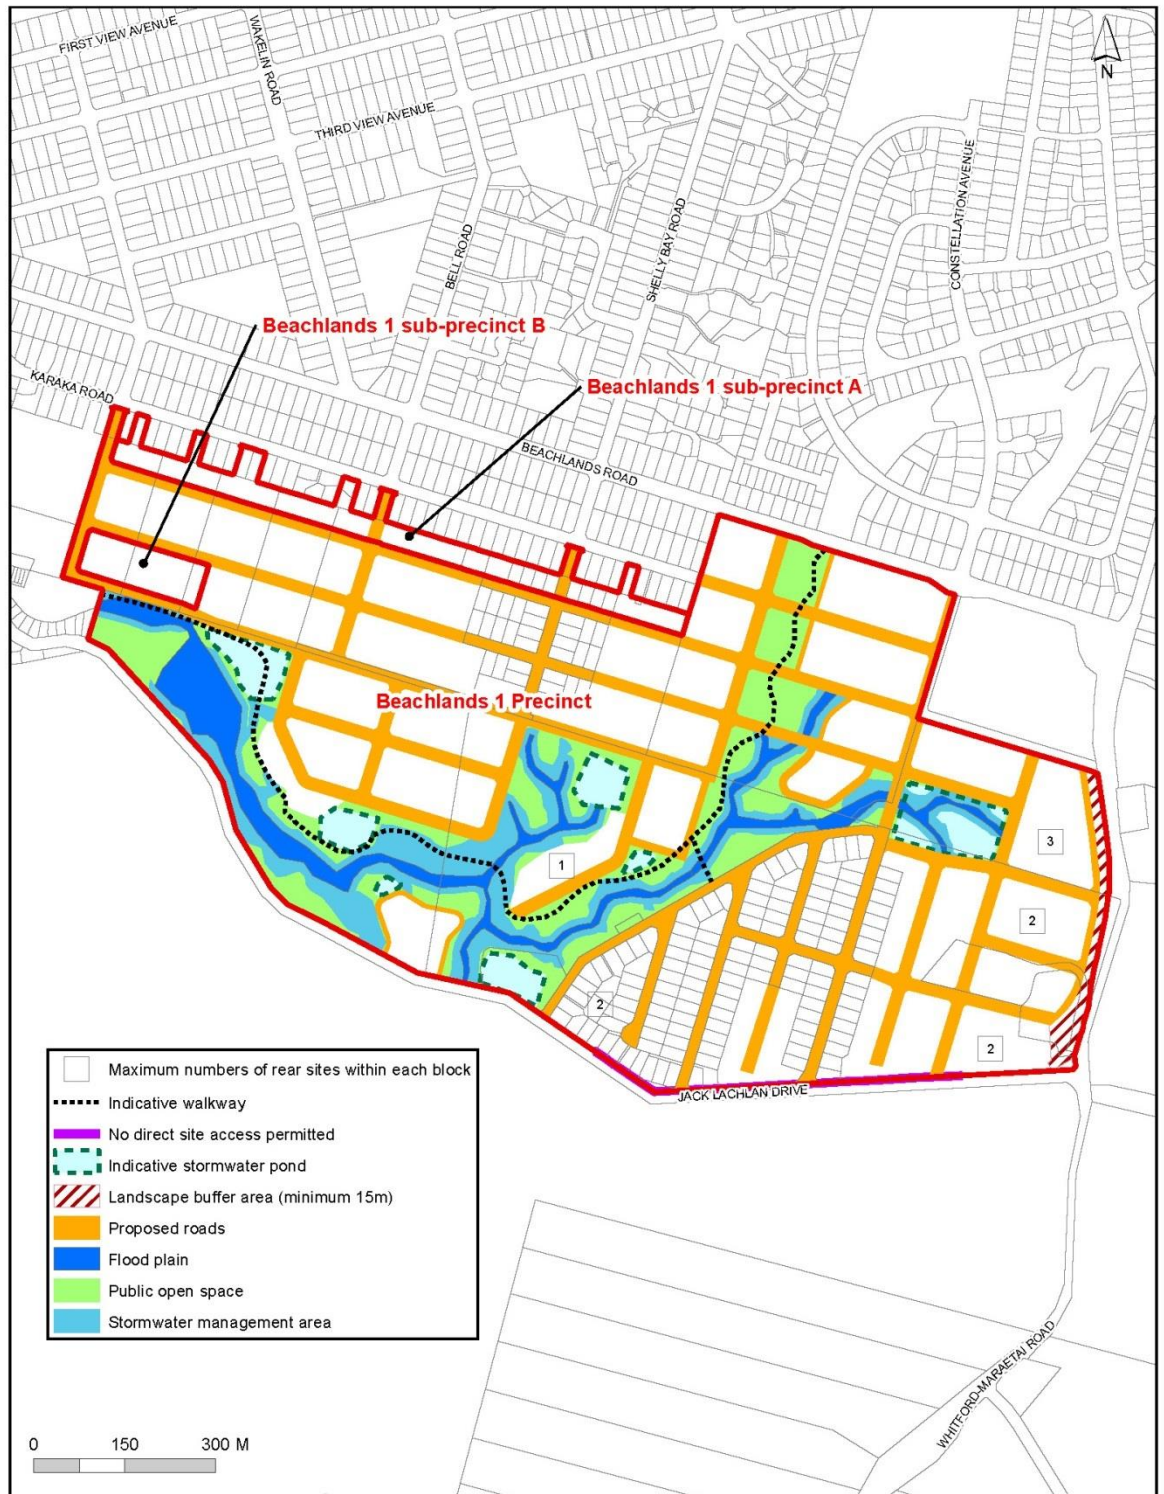 FIRST VIEW AVENUE
WAKELIN ROAD
N
THIRD VIEW AVENUE
CONSTELLATION AVENUE
SHELLY BAY ROAD
BELL ROAD
Beachlands 1 sub-precinct B
Beachlands 1 sub-precinct A
KARAKA ROAD
BEACHLANDS ROAD
Beachlands 1 Precinct
3
1
2
2
2
JACK LACHLAN DRIVE
Maximum numbers of rear sites within each block
Indicative walkway
No direct site access permitted
Indicative stormwater pond
Landscape buffer area (minimum 15m)
Proposed roads
Flood plain
Public open space
Stormwater management area
WHITFORD-MARAETAI ROAD
0 150 300 M